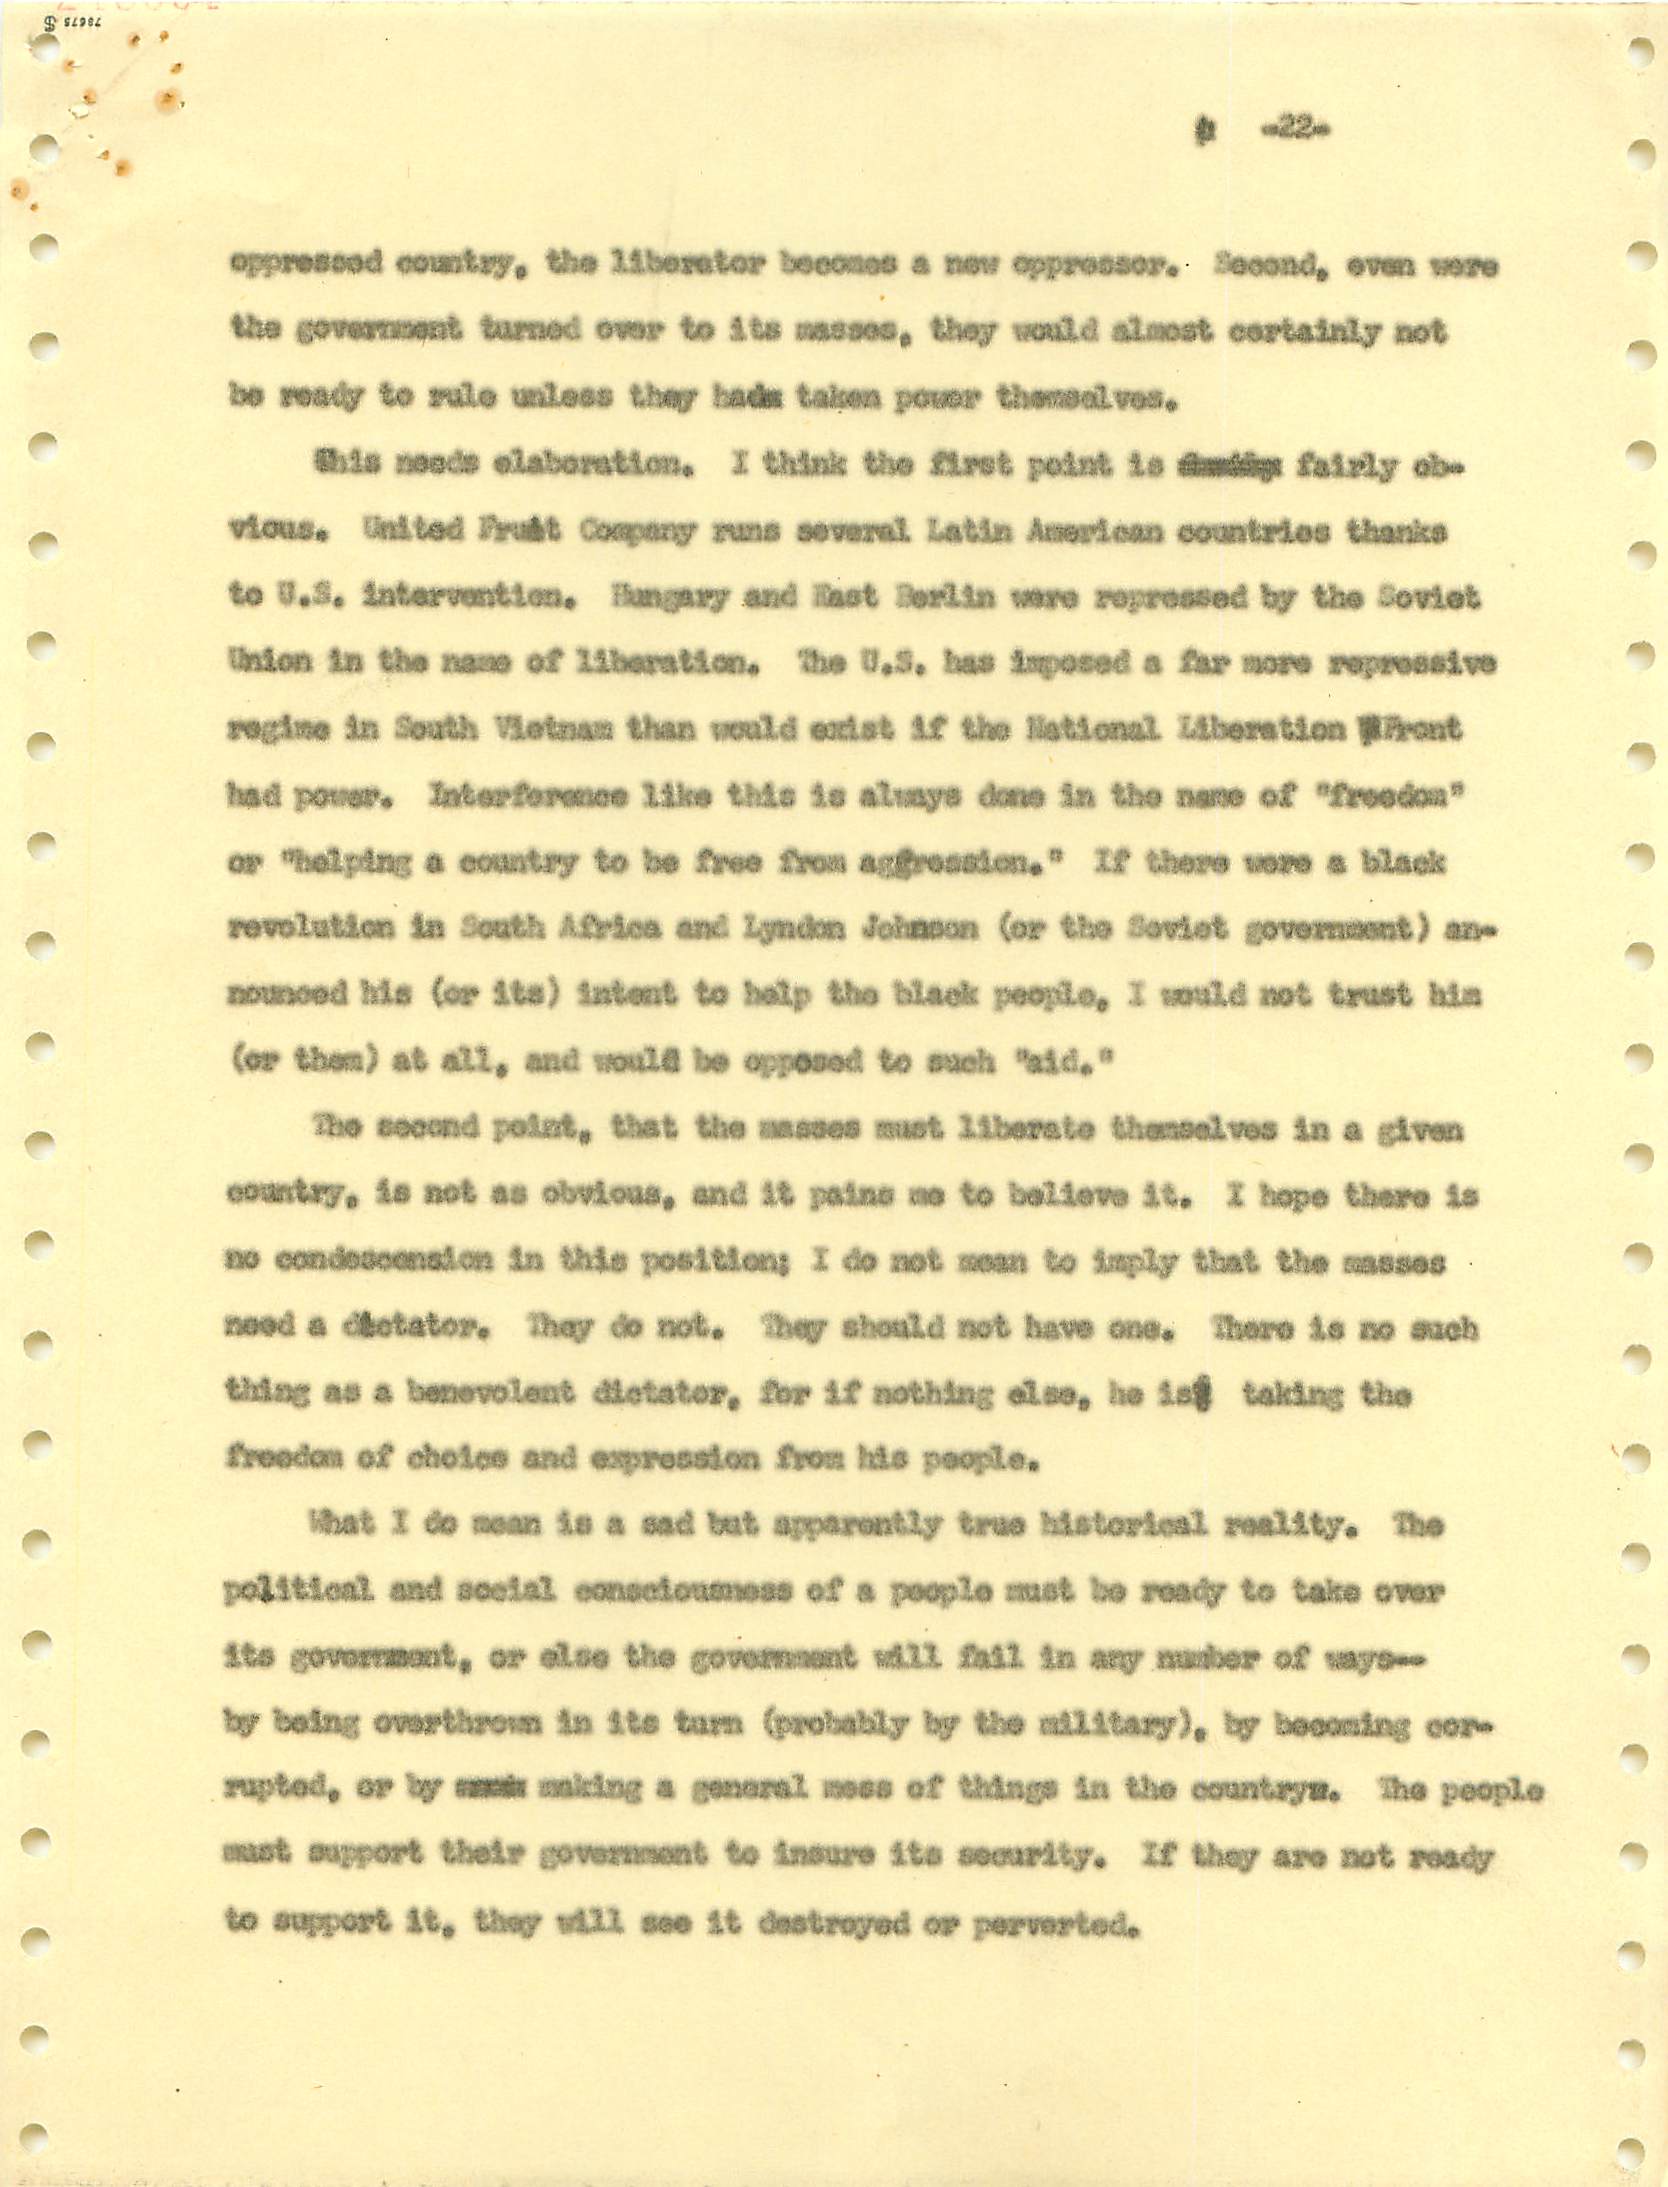 78675
-22-
oppressed country, the liberator becomes a new oppressor. Second, even were
the government turned over to its masses, they would almost certainly not
be ready to rule unless they had taken power themselves.
This needs elaboration. I think the first point is fairly ob-
vious. United Fruit Company runs several Latin American countries thanks
to U.S. intervention. Hungary and East Berlin were repressed by the Soviet
Union in the name of liberation. The U.S. has imposed a far more repressive
regime in South Vietnam than would exist if the National Liberation Front
had power. Interference like this is always done in the name of "freedom"
or "helping a country to be free from aggression." If there were a black
revolution in South Africa and Lyndon Johnson (or the Soviet government) an-
nounced his (or its) intent to help the black people, I would not trust him
(or them) at all, and would be opposed to such "aid."
The second point, that the masses must liberate themselves in a given
country, is not as obvious, and it pains me to believe it. I hope there is
no condescension in this position; I do not mean to imply that the masses
need a dictator. They do not. They should not have one. There is no such
thing as a benevolent dictator, for if nothing else, he is taking the
freedom of choice and expression from his people.
What I do mean is a sad but apparently true historical reality. The
political and social consciousness of a people must be ready to take over
its government, or else the government will fail in any number of ways--
by being overthrown in its turn (probably by the military), by becoming cor-
rupted, or by making a general mess of things in the country. The people
must support their government to insure its security. If they are not ready
to support it, they will see it destroyed or perverted.